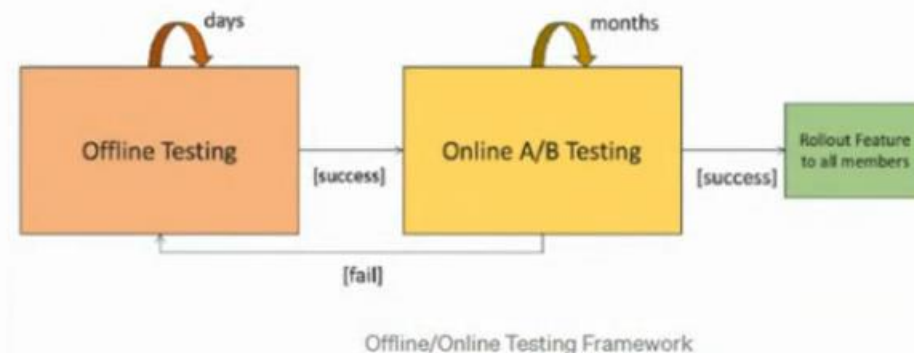 days
months
Offline Testing
Online A/B Testing
Rollout Feature
to all members
[success]
[success]
[fail]
Offline/Online Testing Framework